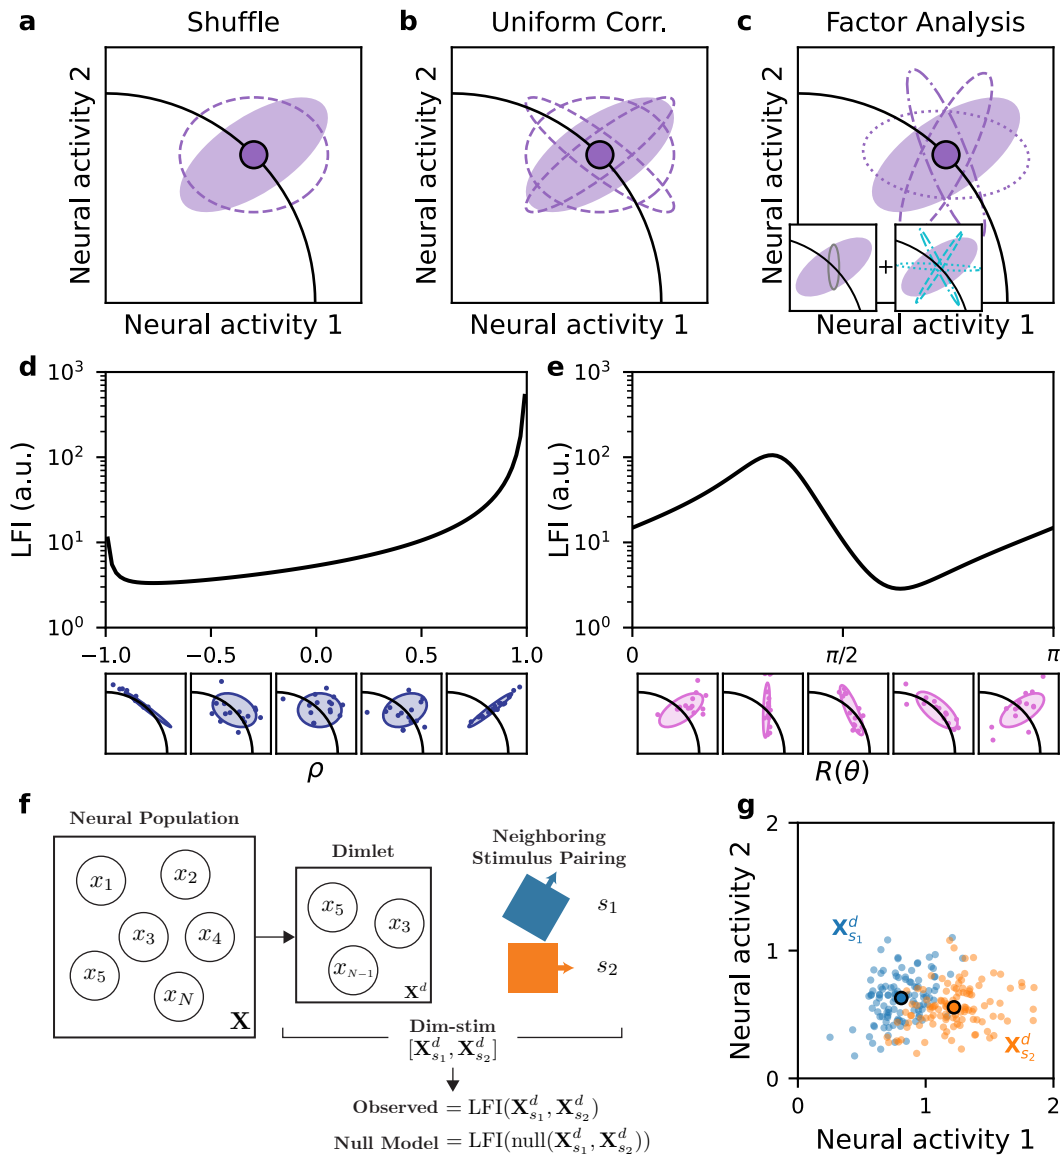 a Shuffle
Neural activity 2
Neural activity 1
b Uniform Corr.
Neural activity 2
Neural activity 1
c Factor Analysis
Neural activity 2
+
Neural activity 1
d
LFI (a.u.)
10³
10²
10¹
10⁰
−1.0 −0.5 0.0 0.5 1.0
ρ
e
LFI (a.u.)
10³
10²
10¹
10⁰
0 π/2 π
R(θ)
f
Neural Population
x₁ x₂
x₃ x₄
x₅ x_N
X
Dimlet
x₅ x₃
x_{N−1}
X^d
Neighboring
Stimulus Pairing
s₁
s₂
Dim-stim
[X^d_{s₁}, X^d_{s₂}]
Observed = LFI(X^d_{s₁}, X^d_{s₂})
Null Model = LFI(null(X^d_{s₁}, X^d_{s₂}))
g
Neural activity 2
2
1
0
X^d_{s₁}
X^d_{s₂}
0 1 2
Neural activity 1